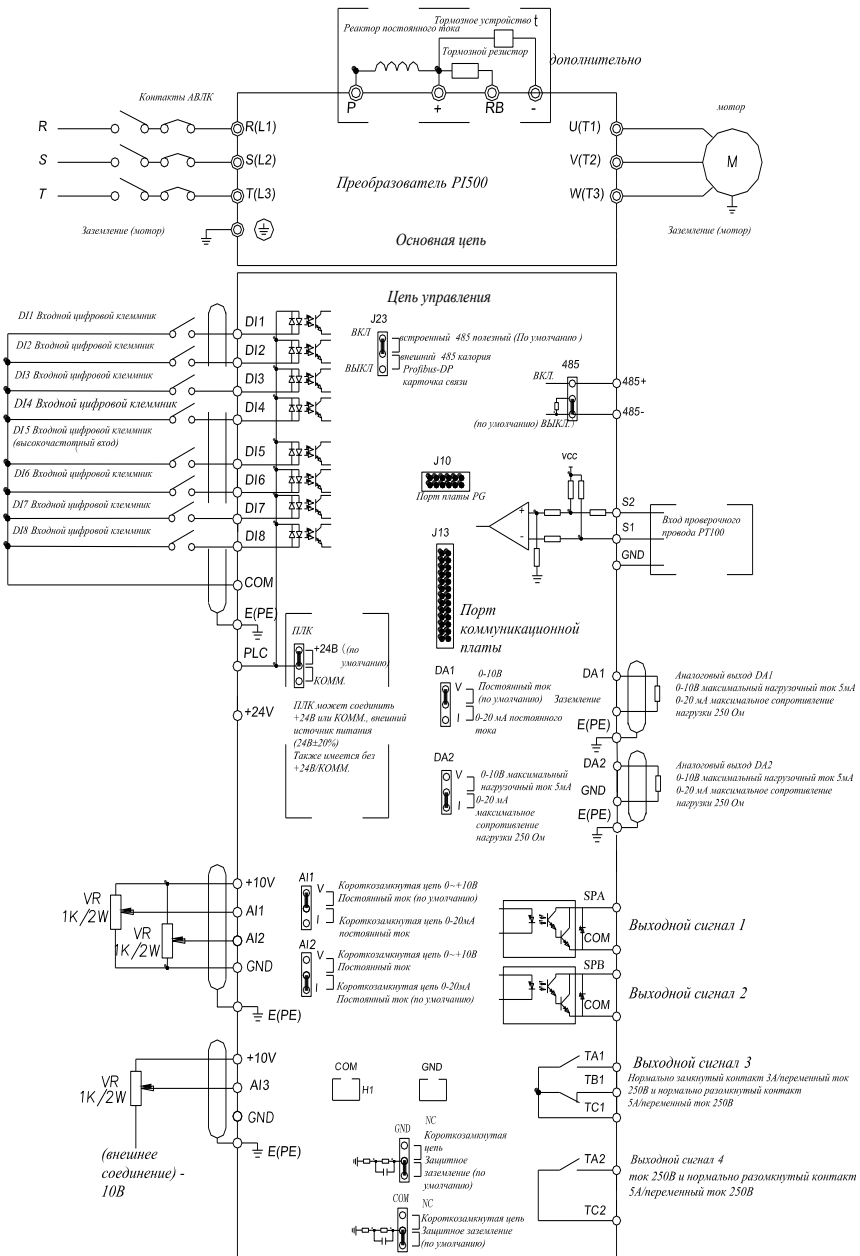 Реактор постоянного тока
Тормозное устройство t
Тормозной резистор
дополнительно
P
+
RB
-
Контакты АВЛК
мотор
R
R(L1)
U(T1)
S
S(L2)
V(T2)
M
T
T(L3)
W(T3)
Преобразователь PI500
Заземление (мотор)
Основная цепь
Заземление (мотор)
Цепь управления
DI1 Входной цифровой клеммник
DI1
DI2 Входной цифровой клеммник
DI2
DI3 Входной цифровой клеммник
DI3
DI4 Входной цифровой клеммник
DI4
DI5 Входной цифровой клеммник
(высокочастотный вход)
DI5
DI6 Входной цифровой клеммник
DI6
DI7 Входной цифровой клеммник
DI7
DI8 Входной цифровой клеммник
DI8
COM
E(PE)
PLC
+24V
J23
ВКЛ
встроенный 485 полезный (По умолчанию )
внешний 485 калория
ВЫКЛ
Profibus-DP
карточка связи
485
ВКЛ.
485+
485-
(по умолчанию) ВЫКЛ.)
J10
Порт платы PG
vcc
+
-
S2
S1
GND
Вход проверочного
провода PT100
J13
Порт
коммуникационной
платы
ПЛК
+24В (по
умолчанию)
КОММ.
ПЛК может соединить
+24В или КОММ., внешний
источник питания
(24В±20%)
Также имеется без
+24В/КОММ.
DA1
V
I
0-10В
Постоянный ток
(по умолчанию)
0-20 мА постоянного
тока
Заземление
DA1
E(PE)
Аналоговый выход DA1
0-10В максимальный нагрузочный ток 5мА
0-20 мА максимальное сопротивление
нагрузки 250 Ом
DA2
V
I
0-10В максимальный
нагрузочный ток 5мА
0-20 мА
максимальное
сопротивление
нагрузки 250 Ом
DA2
GND
E(PE)
Аналоговый выход DA2
0-10В максимальный нагрузочный ток 5мА
0-20 мА максимальное сопротивление
нагрузки 250 Ом
VR
1K/2W
VR
1K/2W
+10V
AI1
AI2
GND
E(PE)
AI1
V
I
Короткозамкнутая цепь 0~+10В
Постоянный ток (по умолчанию)
Короткозамкнутая цепь 0-20мА
постоянный ток
AI2
V
I
Короткозамкнутая цепь 0~+10В
Постоянный ток
Короткозамкнутая цепь 0-20мА
Постоянный ток (по умолчанию)
SPA
COM
Выходной сигнал 1
SPB
COM
Выходной сигнал 2
VR
1K/2W
+10V
AI3
GND
E(PE)
(внешнее
соединение) -
10В
COM
H1
GND
TA1
TB1
TC1
Выходной сигнал 3
Нормально замкнутый контакт 3А/переменный ток
250В и нормально разомкнутый контакт
5А/переменный ток 250В
GND
NC
Короткозамкнутая
цепь
Защитное
заземление (по
умолчанию)
COM
NC
Короткозамкнутая цепь
Защитное заземление
(по умолчанию)
TA2
TC2
Выходной сигнал 4
ток 250В и нормально разомкнутый контакт
5А/переменный ток 250В